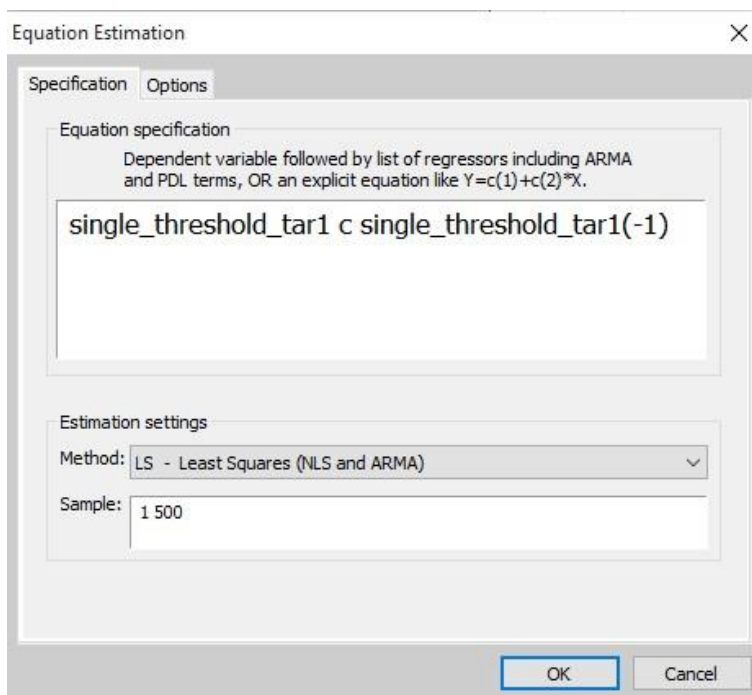 Equation Estimation
Specification Options
Equation specification
Dependent variable followed by list of regressors including ARMA
and PDL terms, OR an explicit equation like Y=c(1)+c(2)*X.
single_threshold_tar1 c single_threshold_tar1(-1)
Estimation settings
Method: LS - Least Squares (NLS and ARMA)
Sample: 1 500
OK Cancel